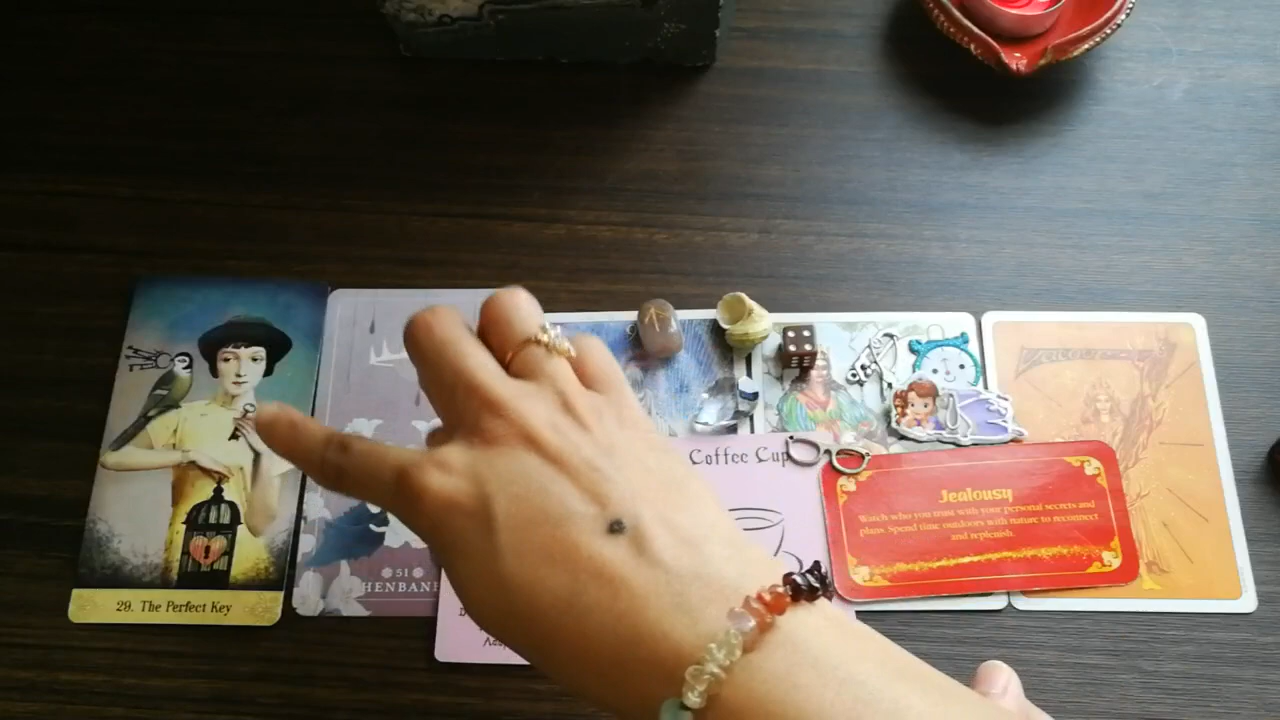 29. The Perfect Key
51
HENBANE
Coffee Cup
Jealousy
Watch who you trust with your personal secrets and
plans. Spend time outdoors with nature to reconnect
and replenish.